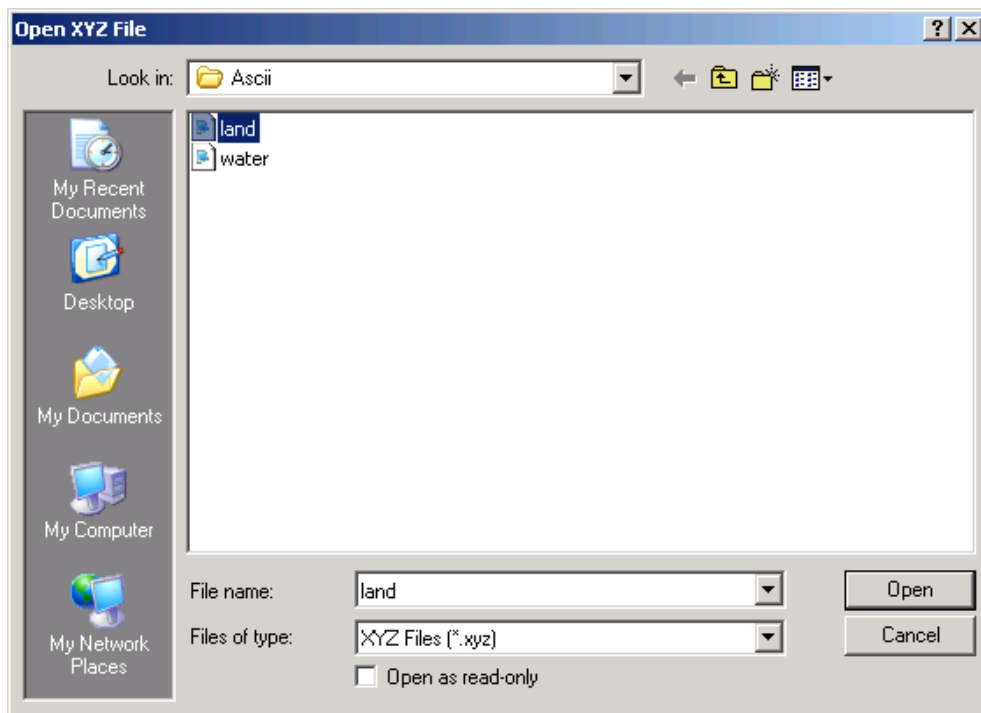 Open XYZ File
Look in: Ascii
land
water
My Recent
Documents
Desktop
My Documents
My Computer
My Network
Places
File name: land Open
Files of type: XYZ Files (*.xyz) Cancel
Open as read-only